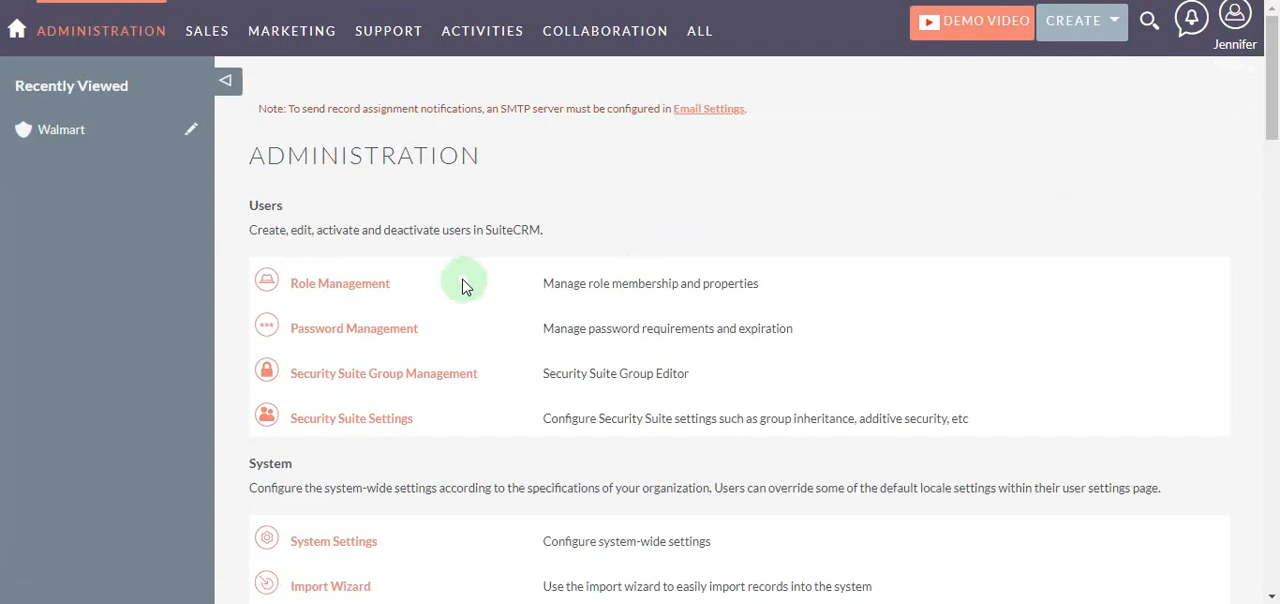 ADMINISTRATION SALES MARKETING SUPPORT ACTIVITIES COLLABORATION ALL DEMO VIDEO CREATE Jennifer
Recently Viewed
Walmart
Note: To send record assignment notifications, an SMTP server must be configured in Email Settings.
ADMINISTRATION
Users
Create, edit, activate and deactivate users in SuiteCRM.
Role Management Manage role membership and properties
Password Management Manage password requirements and expiration
Security Suite Group Management Security Suite Group Editor
Security Suite Settings Configure Security Suite settings such as group inheritance, additive security, etc
System
Configure the system-wide settings according to the specifications of your organization. Users can override some of the default locale settings within their user settings page.
System Settings Configure system-wide settings
Import Wizard Use the import wizard to easily import records into the system